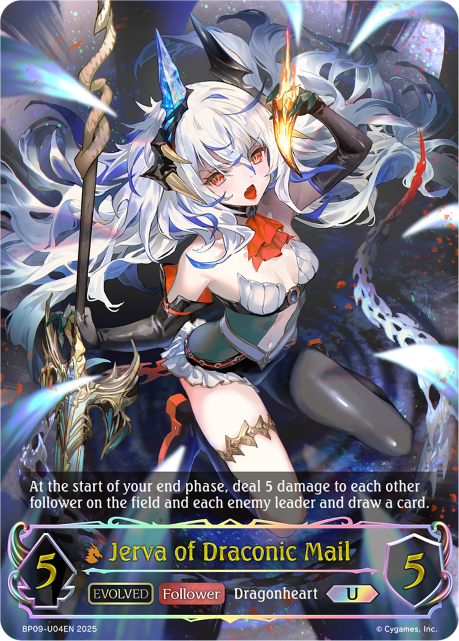 At the start of your end phase, deal 5 damage to each other
follower on the field and each enemy leader and draw a card.
Jerva of Draconic Mail
5
EVOLVED Follower Dragonheart U
5
BP09-U04EN 2025
© Cygames, Inc.